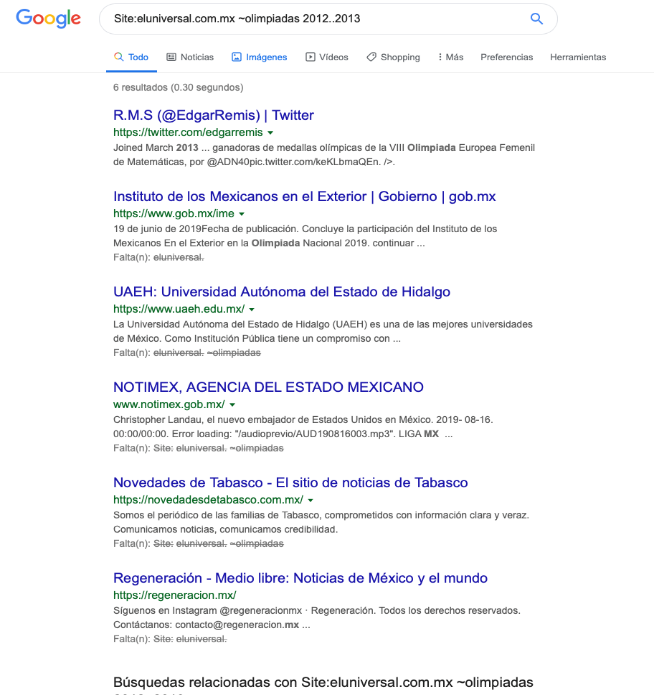 Google
Site:eluniversal.com.mx ~olimpiadas 2012..2013
Todo Noticias Imágenes Vídeos Shopping Más Preferencias Herramientas
6 resultados (0.30 segundos)
R.M.S (@EdgarRemis) | Twitter
https://twitter.com/edgarremis
Joined March 2013 ... ganadoras de medallas olímpicas de la VIII Olimpiada Europea Femenil
de Matemáticas, por @ADN40pic.twitter.com/keKLbmaQEn. />.
Instituto de los Mexicanos en el Exterior | Gobierno | gob.mx
https://www.gob.mx/ime
19 de junio de 2019Fecha de publicación. Concluye la participación del Instituto de los
Mexicanos En el Exterior en la Olimpiada Nacional 2019. continuar ...
Falta(n): eluniversal.
UAEH: Universidad Autónoma del Estado de Hidalgo
https://www.uaeh.edu.mx/
La Universidad Autónoma del Estado de Hidalgo (UAEH) es una de las mejores universidades
de México. Como Institución Pública tiene un compromiso con ...
Falta(n): eluniversal. ~olimpiadas
NOTIMEX, AGENCIA DEL ESTADO MEXICANO
www.notimex.gob.mx/
Christopher Landau, el nuevo embajador de Estados Unidos en México. 2019- 08-16.
00:00/00:00. Error loading: "/audioprevio/AUD190816003.mp3". LIGA MX ...
Falta(n): Site: eluniversal. ~olimpiadas
Novedades de Tabasco - El sitio de noticias de Tabasco
https://novedadesdetabasco.com.mx/
Somos el periódico de las familias de Tabasco, comprometidos con información clara y veraz.
Comunicamos noticias, comunicamos credibilidad.
Falta(n): Site: eluniversal. ~olimpiadas
Regeneración - Medio libre: Noticias de México y el mundo
https://regeneracion.mx/
Síguenos en Instagram @regeneracionmx · Regeneración. Todos los derechos reservados.
Contáctanos: contacto@regeneracion.mx ...
Falta(n): Site: eluniversal.
Búsquedas relacionadas con Site:eluniversal.com.mx ~olimpiadas